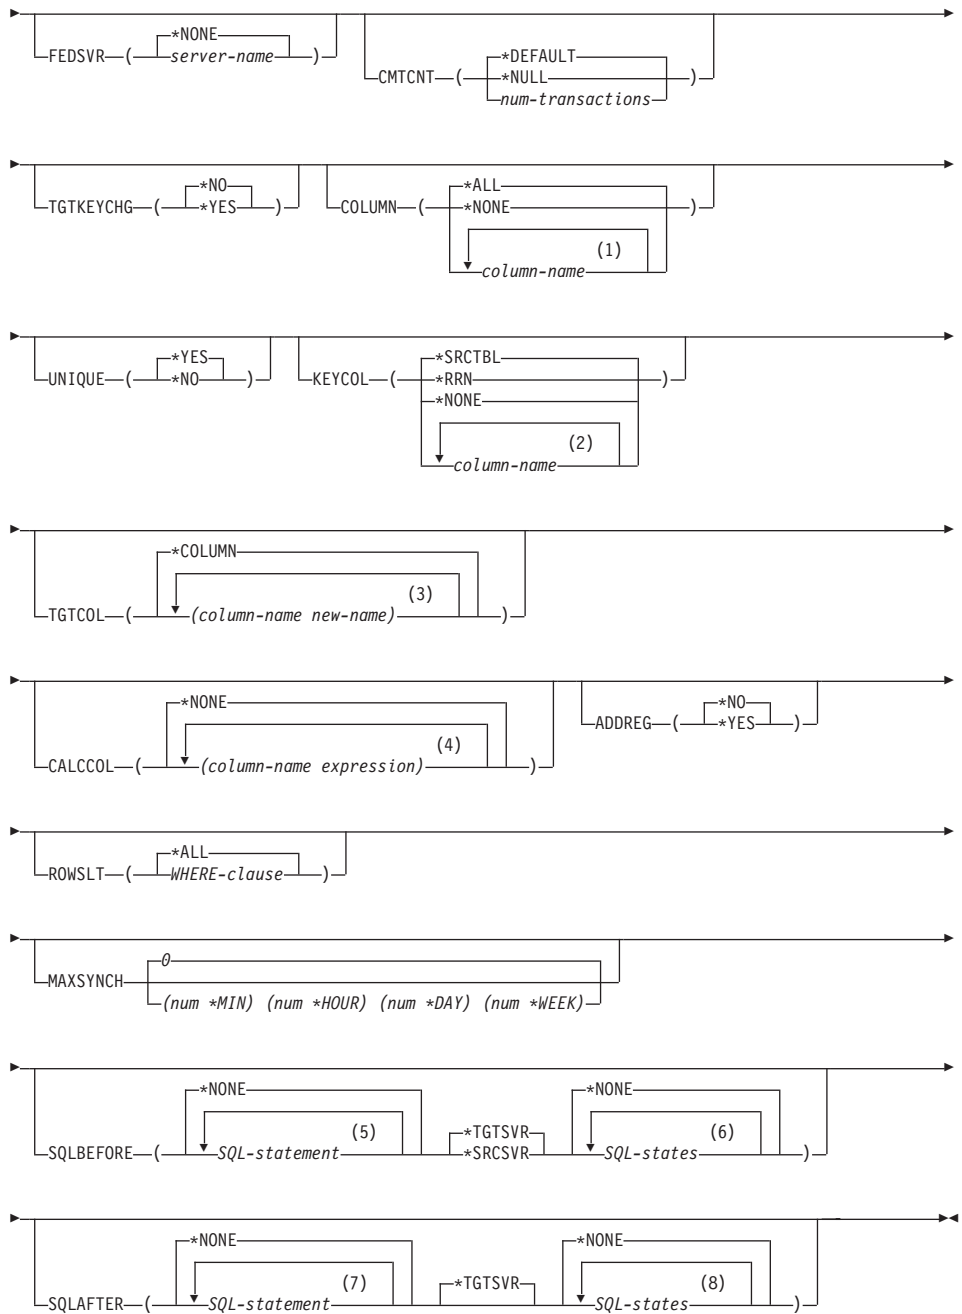 *NONE
FEDSVR ( server-name )
*DEFAULT
CMTCNT ( *NULL )
num-transactions
*NO
TGTKEYCHG ( *YES )
*ALL
COLUMN ( *NONE )
(1)
column-name
*YES
UNIQUE ( *NO )
*SRCTBL
KEYCOL ( *RRN )
*NONE
(2)
column-name
*COLUMN
(3)
TGTCOL ( (column-name new-name) )
*NONE
(4)
CALCCOL ( (column-name expression) )
*NO
ADDREG ( *YES )
*ALL
ROWSLT ( WHERE-clause )
0
MAXSYNCH
(num *MIN) (num *HOUR) (num *DAY) (num *WEEK)
*NONE *NONE
(5) *TGTSVR (6)
SQLBEFORE ( SQL-statement *SRCSVR SQL-states )
*NONE *NONE
(7) *TGTSVR (8)
SQLAFTER ( SQL-statement SQL-states )